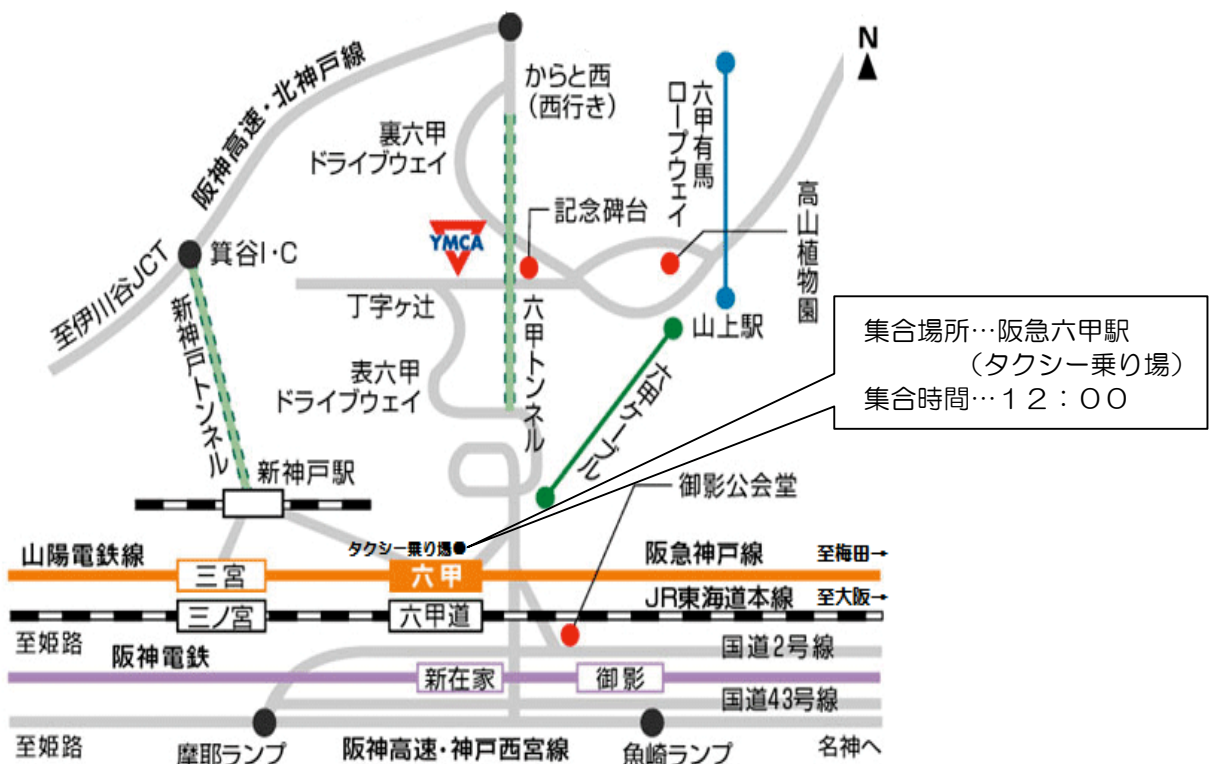 N
阪神高速・北神戸線
からと西
(西行き)
六甲有馬
ロープウェイ
裏六甲
ドライブウェイ
記念碑台
高山植物園
YMCA
箕谷I・C
至伊川谷JCT
丁字ヶ辻
六甲トンネル
山上駅
新神戸トンネル
表六甲
ドライブウェイ
六甲ケーブル
集合場所…阪急六甲駅
(タクシー乗り場)
集合時間…12:00
新神戸駅
御影公会堂
タクシー乗り場
山陽電鉄線
三宮
六甲
阪急神戸線
至梅田→
JR東海道本線
至大阪→
三ノ宮
六甲道
至姫路
阪神電鉄
国道2号線
新在家
御影
国道43号線
至姫路
摩耶ランプ
阪神高速・神戸西宮線
魚崎ランプ
名神へ